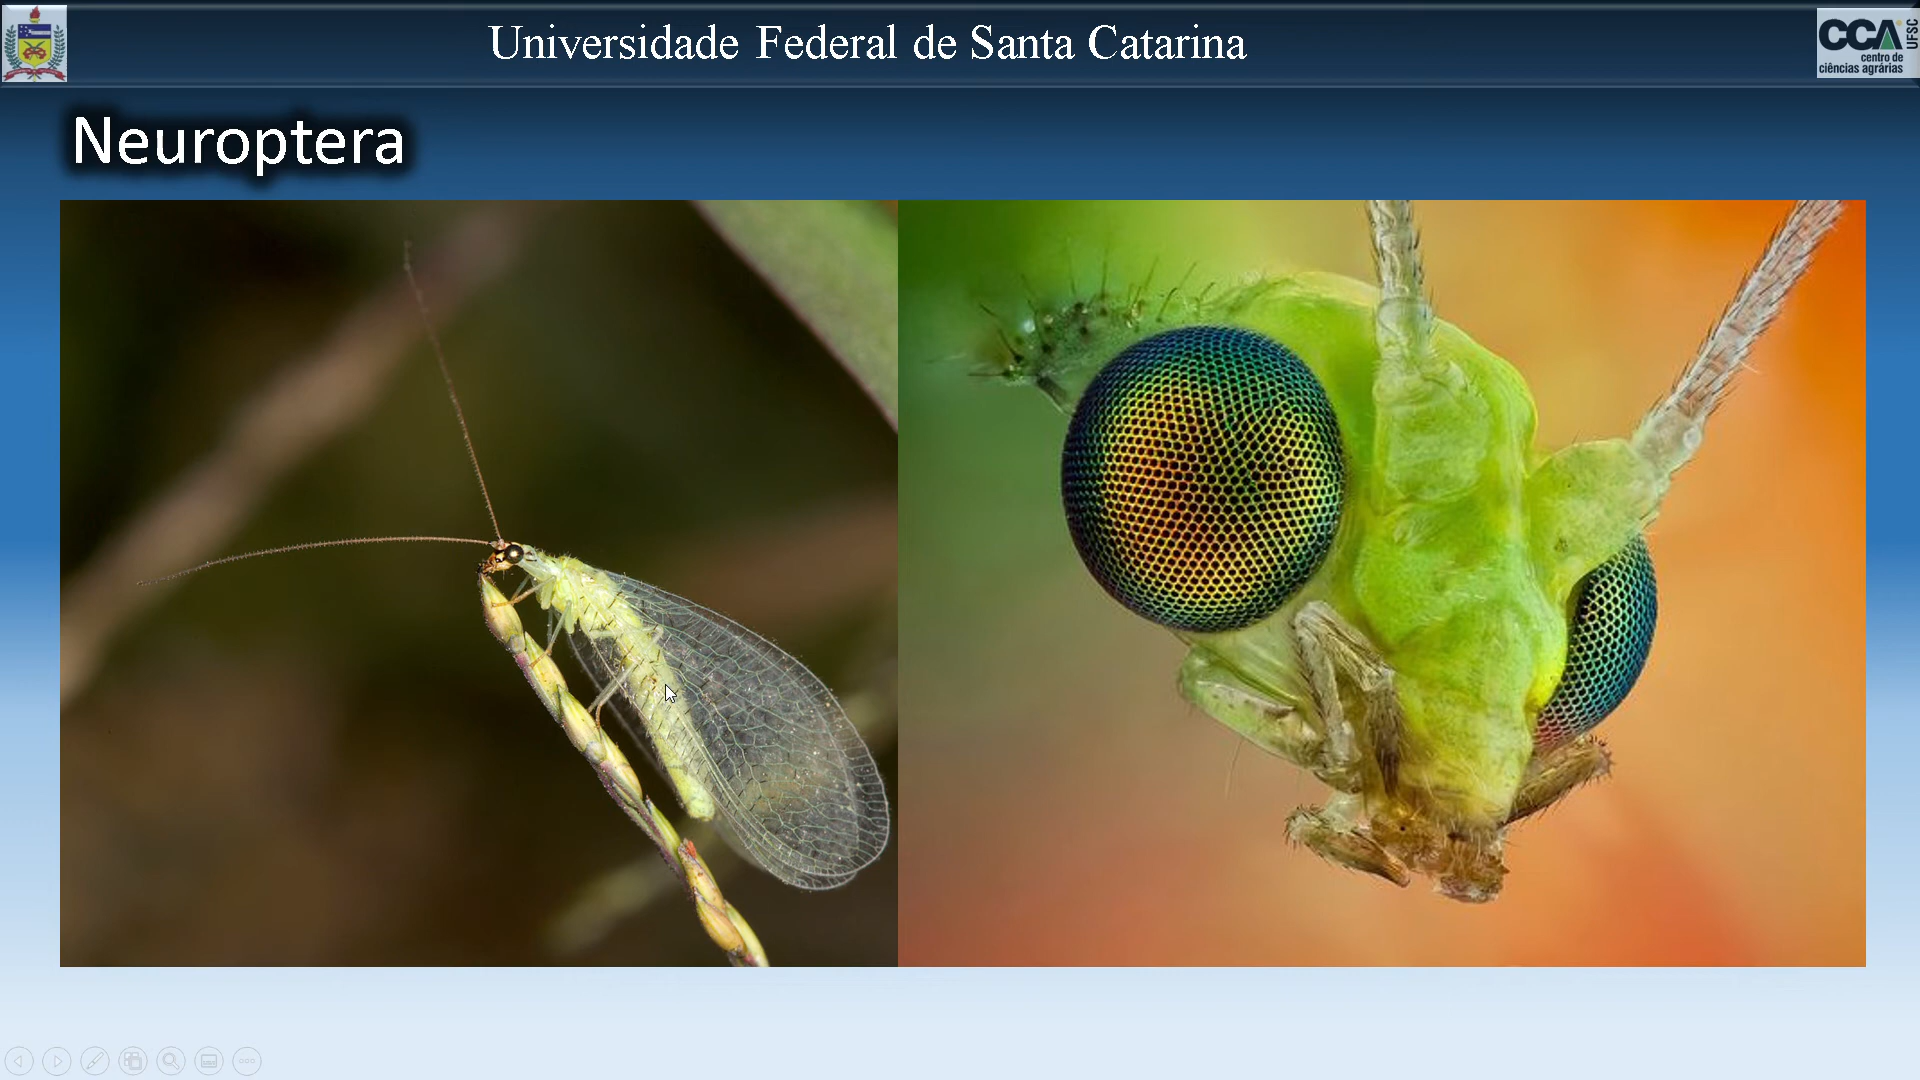 Universidade Federal de Santa Catarina
CCA
UFSC
centro de
ciências agrárias
Neuroptera